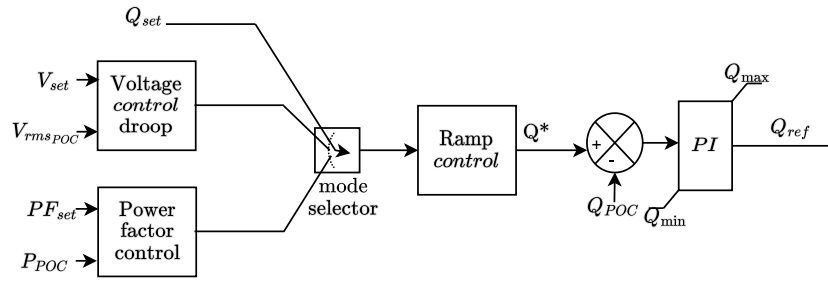 Q_set
V_set
V_rms_POC
Voltage
control
droop
PF_set
P_POC
Power
factor
control
mode
selector
Ramp
control
Q*
+
-
Q_POC
PI
Q_max
Q_min
Q_ref